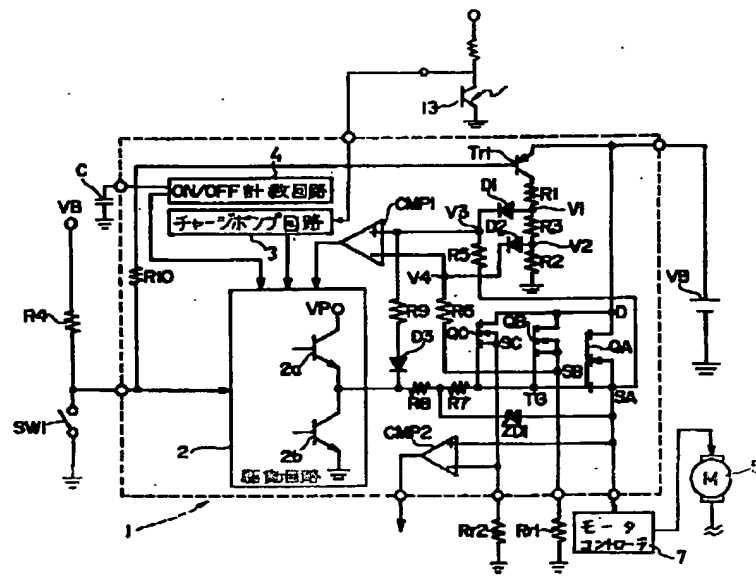 13
4
C
ON/OFF計数回路
チャージポンプ回路
3
CMP1
Tr1
D1
R1
V1
V3
R3
D2
V2
R5
R2
V4
VB
R10
R4
VP
R9
R6
D
VB
QC
QB
QA
SC
2a
D3
SB
R8
R7
TG
SA
SW1
2
2b
CMP2
ZD1
駆動回路
M
5
1
Rr2
Rr1
モータ
コントローラ
7